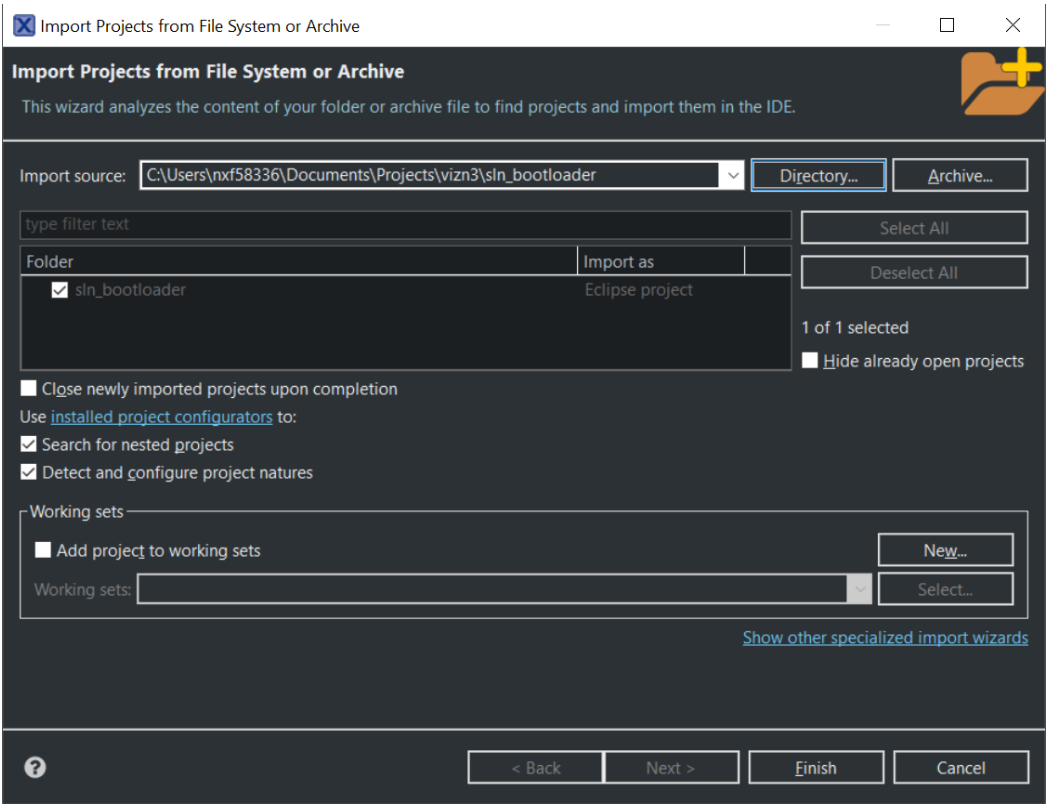 Import Projects from File System or Archive
Import Projects from File System or Archive
This wizard analyzes the content of your folder or archive file to find projects and import them in the IDE.
Import source: C:\Users\nxf58336\Documents\Projects\vizn3\sln_bootloader Directory... Archive...
type filter text Select All
Folder Import as
Deselect All
sln_bootloader Eclipse project
1 of 1 selected
Hide already open projects
Close newly imported projects upon completion
Use installed project configurators to:
Search for nested projects
Detect and configure project natures
Working sets
Add project to working sets New...
Working sets: Select...
Show other specialized import wizards
? < Back Next > Finish Cancel